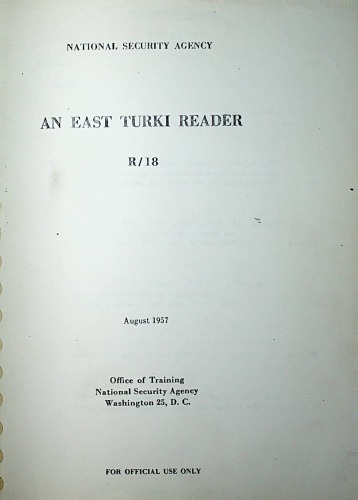 NATIONAL SECURITY AGENCY
AN EAST TURKI READER
R/18
August 1957
Office of Training
National Security Agency
Washington 25, D. C.
FOR OFFICIAL USE ONLY